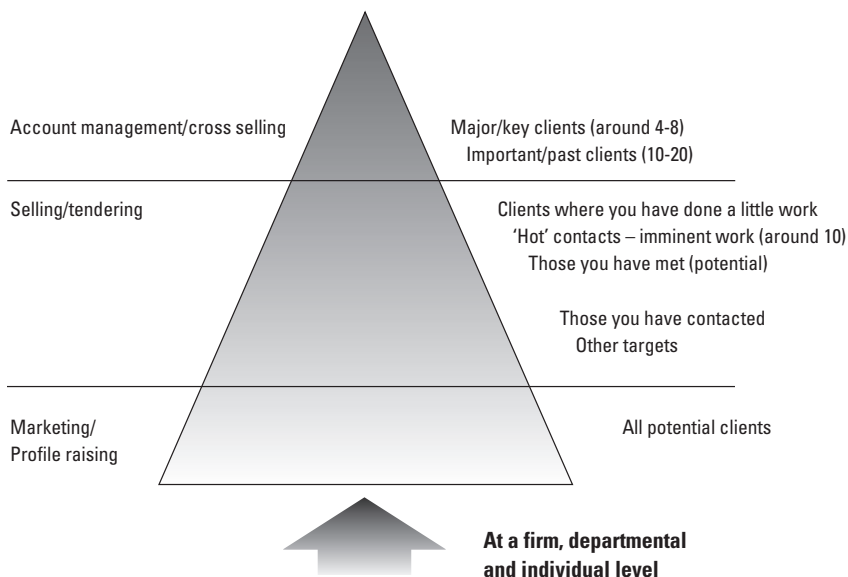 Account management/cross selling
Major/key clients (around 4-8)
Important/past clients (10-20)
Selling/tendering
Clients where you have done a little work
‘Hot’ contacts – imminent work (around 10)
Those you have met (potential)
Those you have contacted
Other targets
Marketing/
Profile raising
All potential clients
At a firm, departmental
and individual level